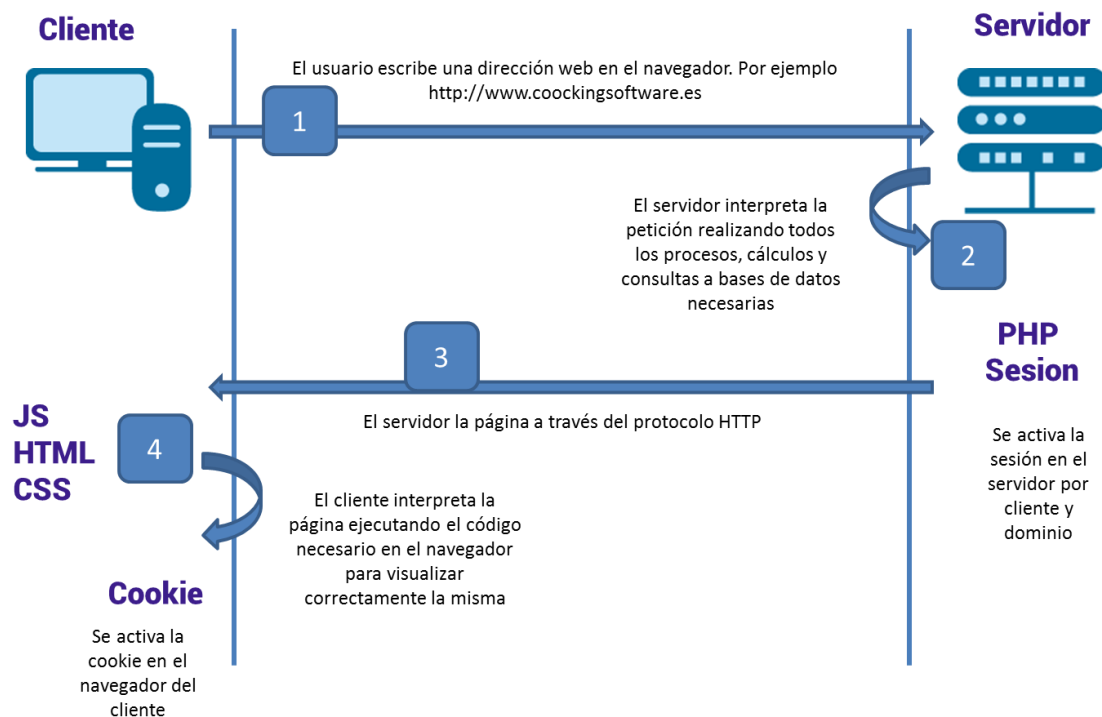 Cliente
Servidor
El usuario escribe una dirección web en el navegador. Por ejemplo
http://www.coockingsoftware.es
1
El servidor interpreta la
petición realizando todos
los procesos, cálculos y
consultas a bases de datos
necesarias
2
PHP
Sesion
3
El servidor la página a través del protocolo HTTP
JS
HTML
CSS
4
Se activa la
sesión en el
servidor por
cliente y
dominio
El cliente interpreta la
página ejecutando el código
necesario en el navegador
para visualizar
correctamente la misma
Cookie
Se activa la
cookie en el
navegador del
cliente